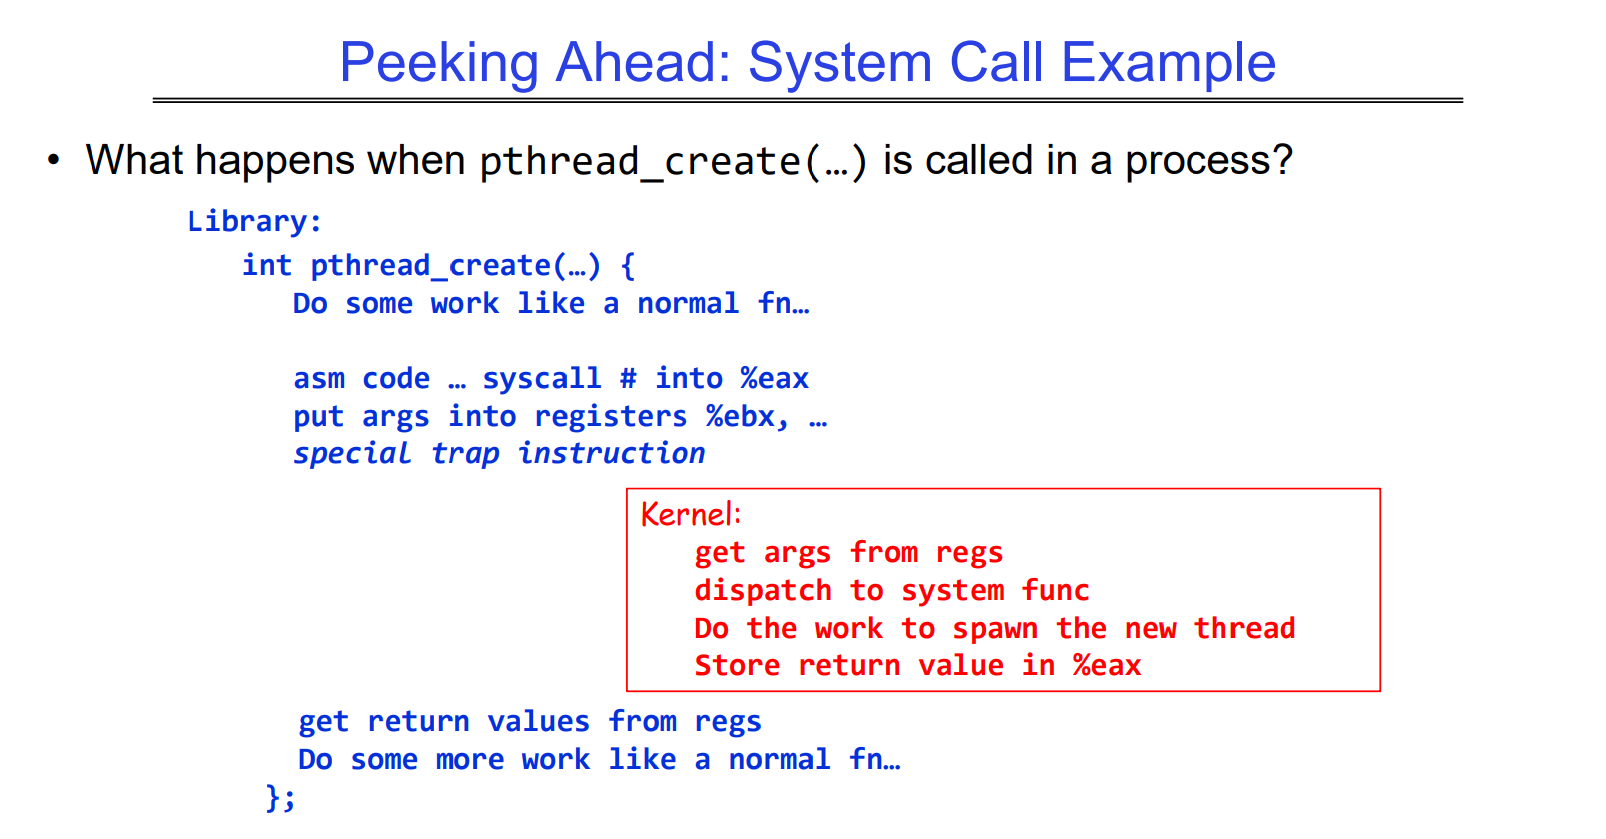 Peeking Ahead: System Call Example
• What happens when pthread_create(…) is called in a process?
Library:
int pthread_create(…) {
Do some work like a normal fn…
asm code … syscall # into %eax
put args into registers %ebx, …
special trap instruction
Kernel:
get args from regs
dispatch to system func
Do the work to spawn the new thread
Store return value in %eax
get return values from regs
Do some more work like a normal fn…
};